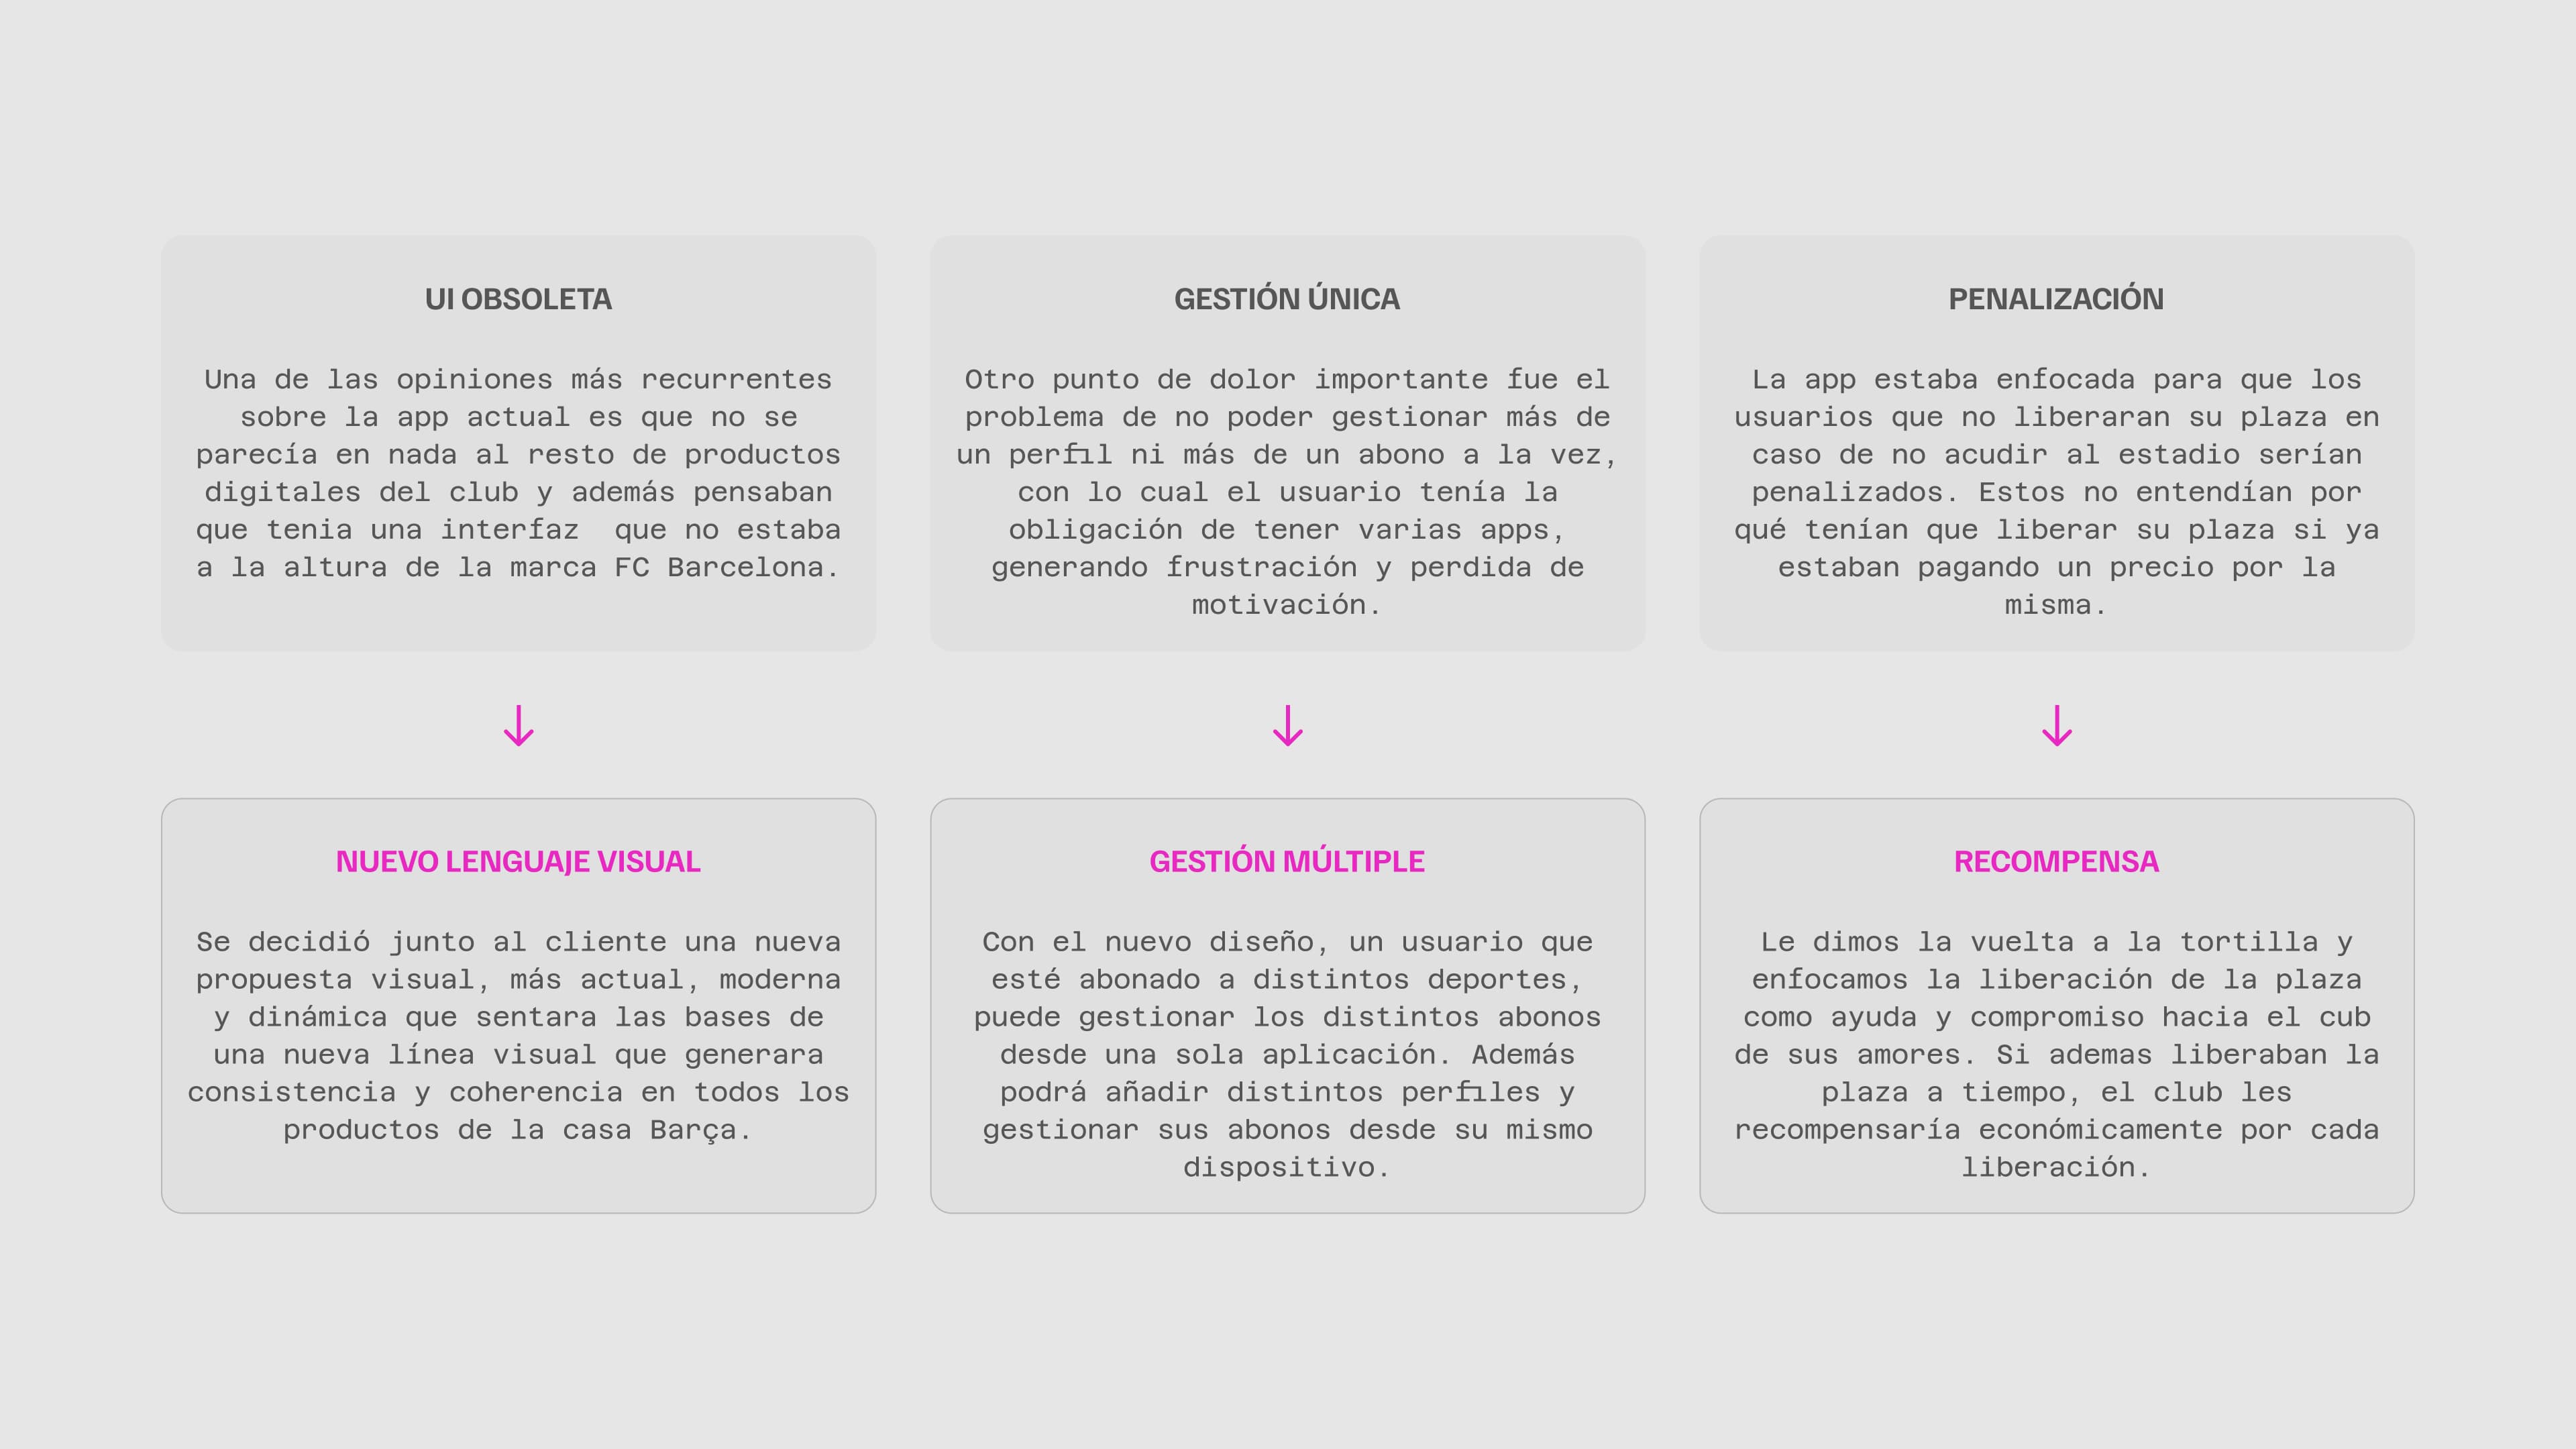 UI OBSOLETA
Una de las opiniones más recurrentes
sobre la app actual es que no se
parecía en nada al resto de productos
digitales del club y además pensaban
que tenia una interfaz  que no estaba
a la altura de la marca FC Barcelona.
GESTIÓN ÚNICA
Otro punto de dolor importante fue el
problema de no poder gestionar más de
un perfil ni más de un abono a la vez,
con lo cual el usuario tenía la
obligación de tener varias apps,
generando frustración y perdida de
motivación.
PENALIZACIÓN
La app estaba enfocada para que los
usuarios que no liberaran su plaza en
caso de no acudir al estadio serían
penalizados. Estos no entendían por
qué tenían que liberar su plaza si ya
estaban pagando un precio por la
misma.
NUEVO LENGUAJE VISUAL
Se decidió junto al cliente una nueva
propuesta visual, más actual, moderna
y dinámica que sentara las bases de
una nueva línea visual que generara
consistencia y coherencia en todos los
productos de la casa Barça.
GESTIÓN MÚLTIPLE
Con el nuevo diseño, un usuario que
esté abonado a distintos deportes,
puede gestionar los distintos abonos
desde una sola aplicación. Además
podrá añadir distintos perfiles y
gestionar sus abonos desde su mismo
dispositivo.
RECOMPENSA
Le dimos la vuelta a la tortilla y
enfocamos la liberación de la plaza
como ayuda y compromiso hacia el cub
de sus amores. Si ademas liberaban la
plaza a tiempo, el club les
recompensaría económicamente por cada
liberación.